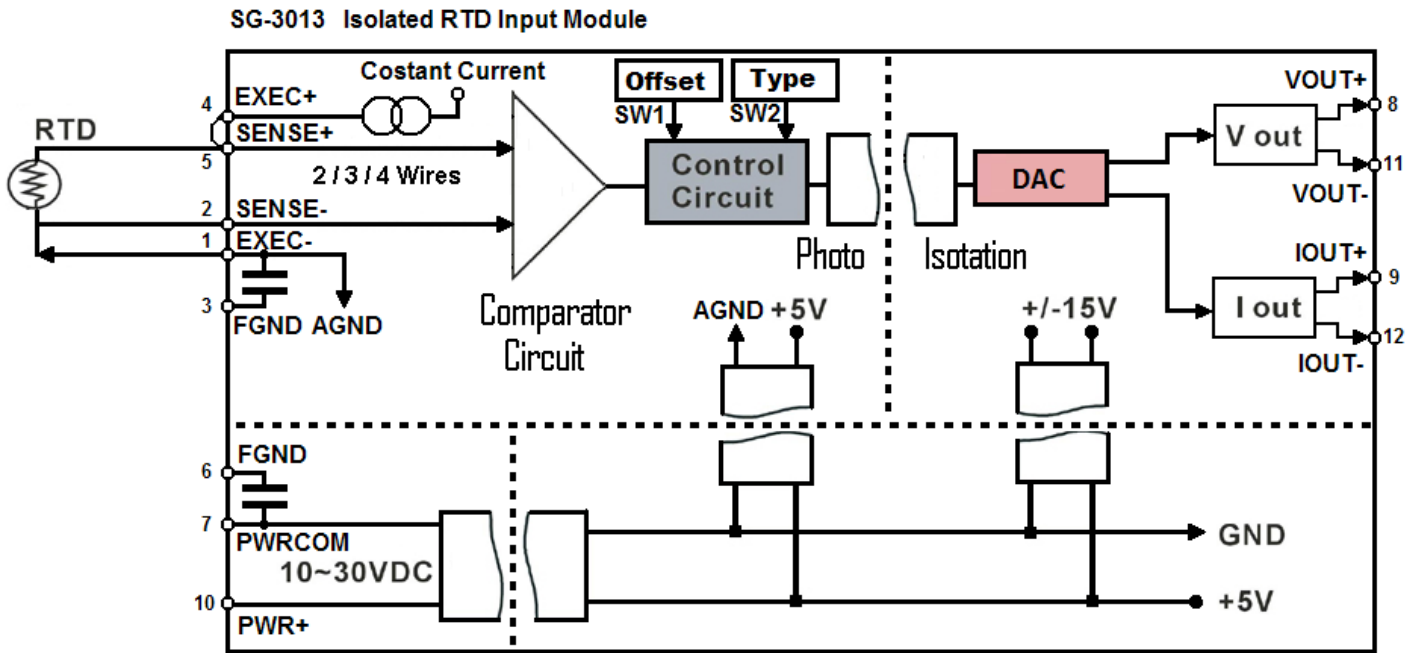 SG-3013 Isolated RTD Input Module
Costant Current
Offset
Type
SW1
SW2
4
EXEC+
RTD
SENSE+
5
2 / 3 / 4 Wires
2
SENSE-
1
EXEC-
3
FGND
AGND
Comparator
Circuit
Control
Circuit
Photo
Isotation
DAC
V out
VOUT+
8
11
VOUT-
I out
IOUT+
9
12
IOUT-
AGND
+5V
+/-15V
6
FGND
7
PWRCOM
10~30VDC
10
PWR+
GND
+5V